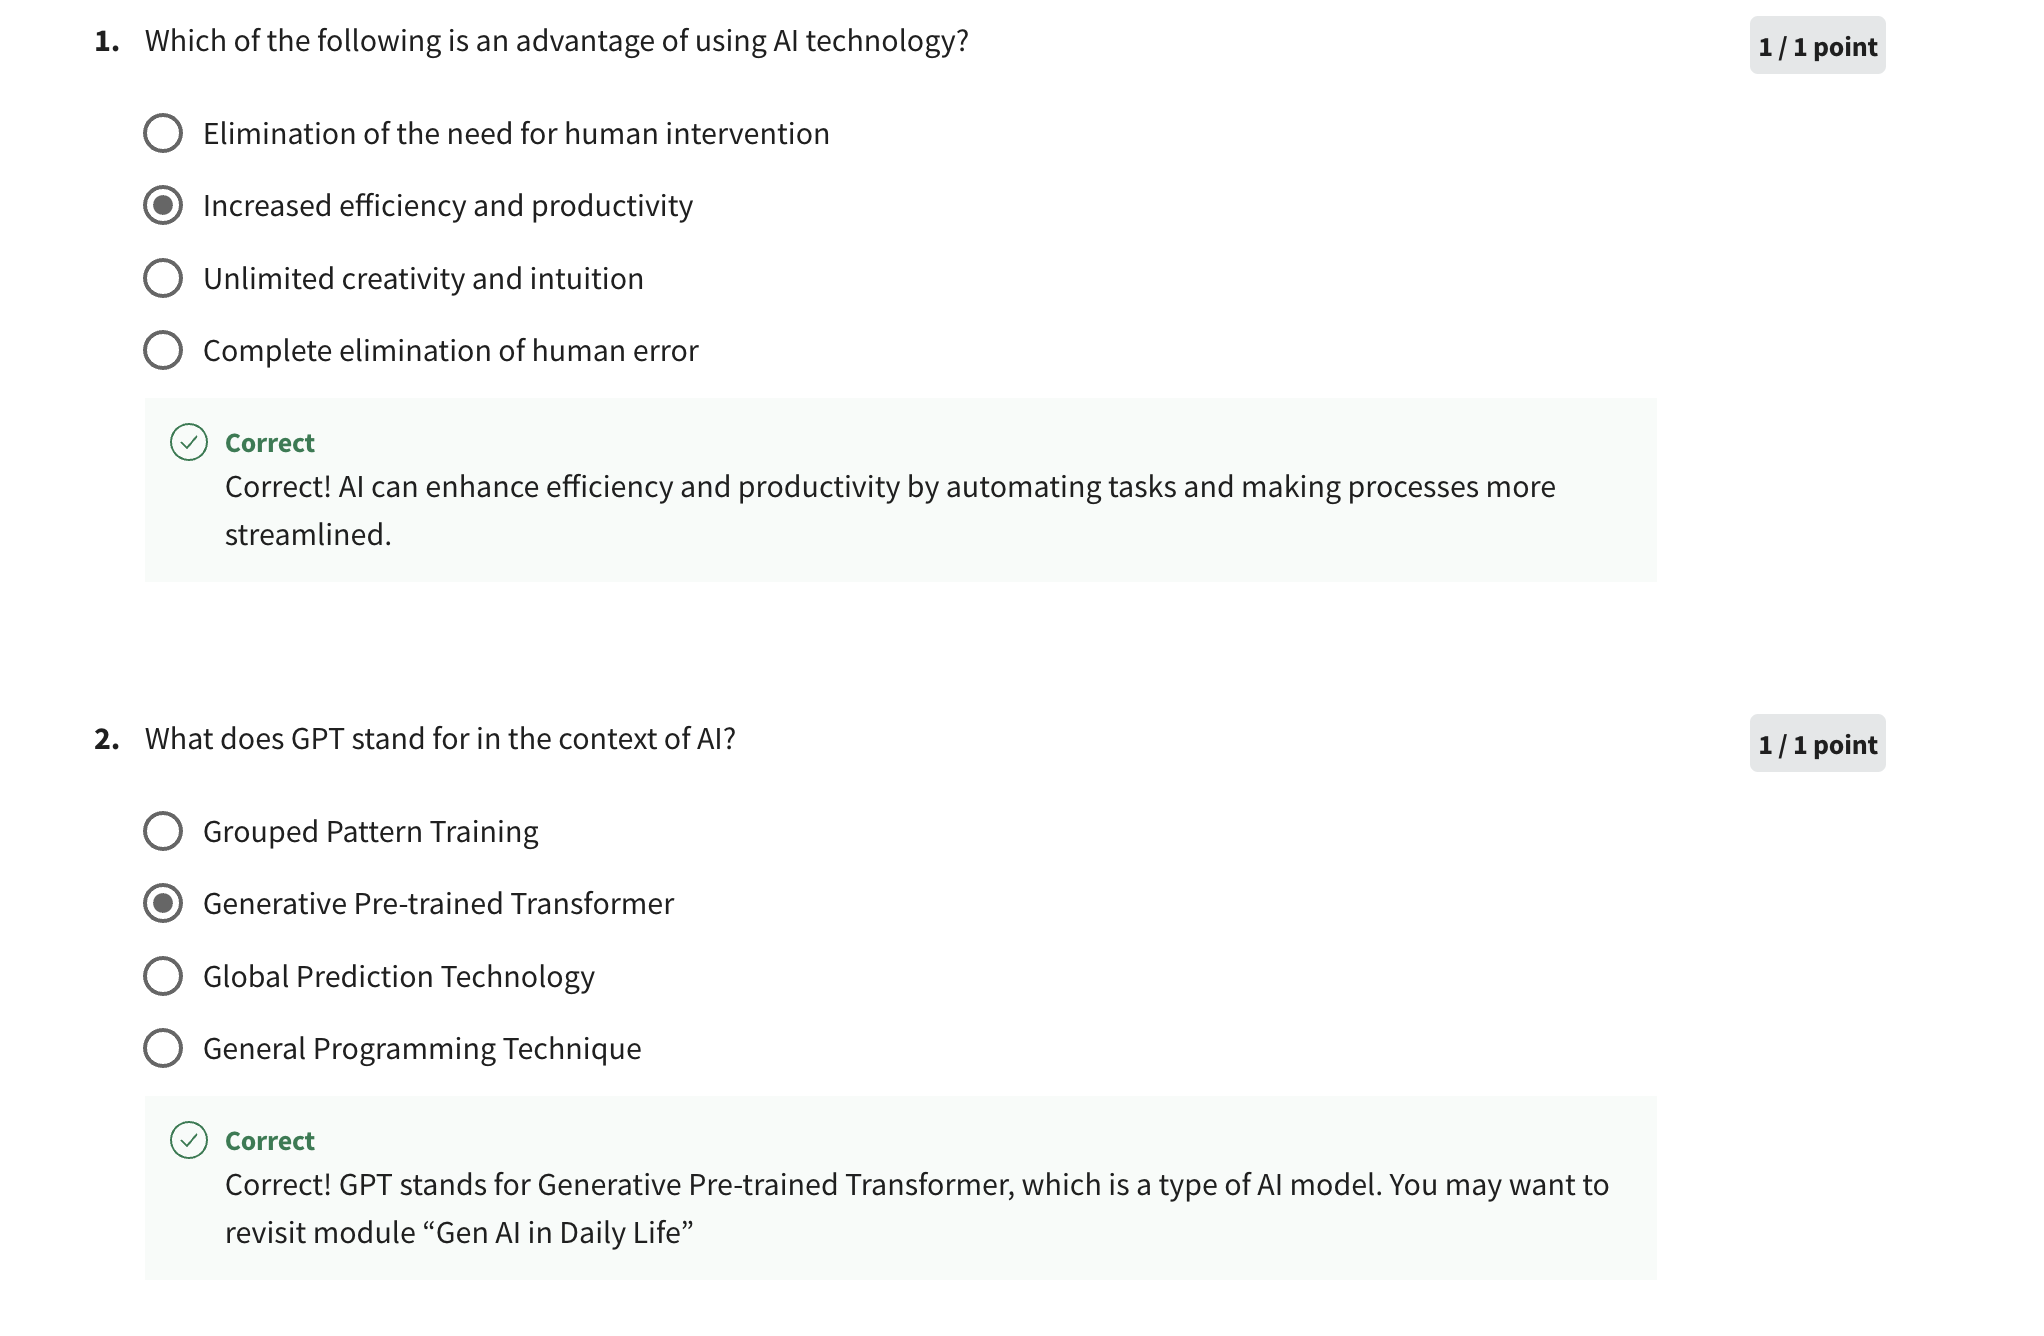 1. Which of the following is an advantage of using AI technology?
1 / 1 point
Elimination of the need for human intervention
Increased efficiency and productivity
Unlimited creativity and intuition
Complete elimination of human error
Correct
Correct! AI can enhance efficiency and productivity by automating tasks and making processes more
streamlined.
2. What does GPT stand for in the context of AI?
1 / 1 point
Grouped Pattern Training
Generative Pre-trained Transformer
Global Prediction Technology
General Programming Technique
Correct
Correct! GPT stands for Generative Pre-trained Transformer, which is a type of AI model. You may want to
revisit module “Gen AI in Daily Life”